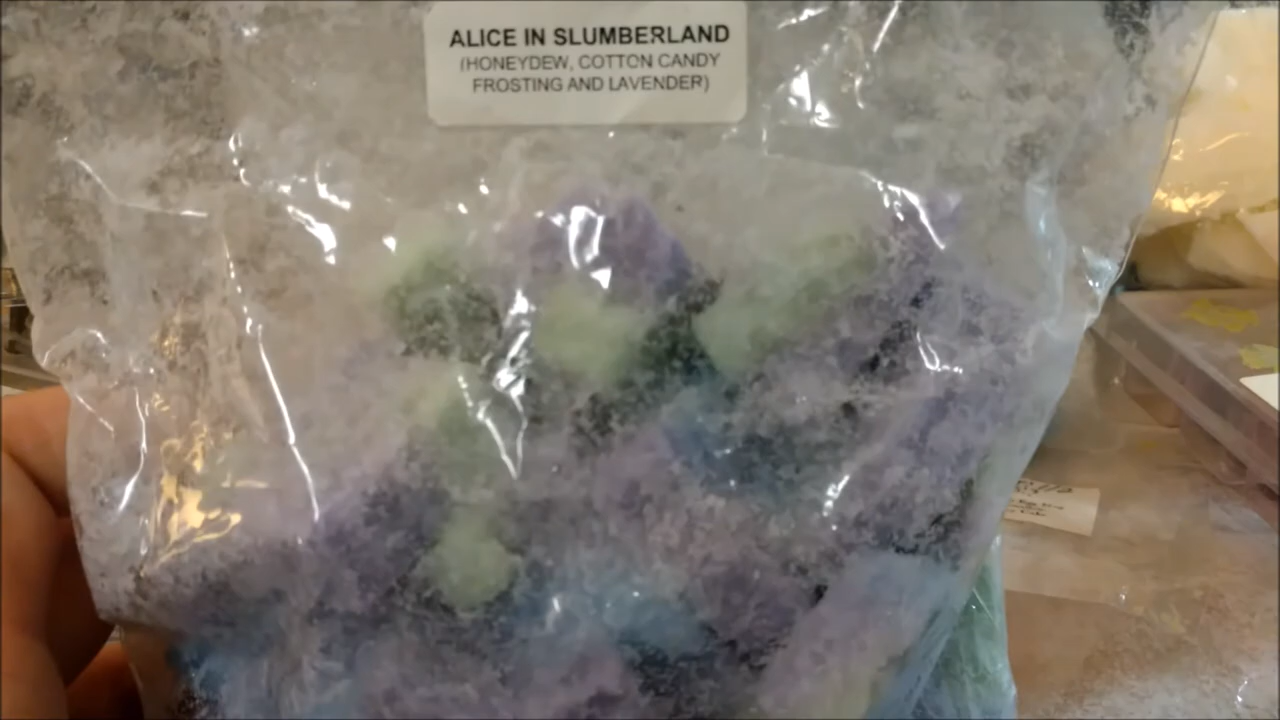 ALICE IN SLUMBERLAND
(HONEYDEW, COTTON CANDY
FROSTING AND LAVENDER)